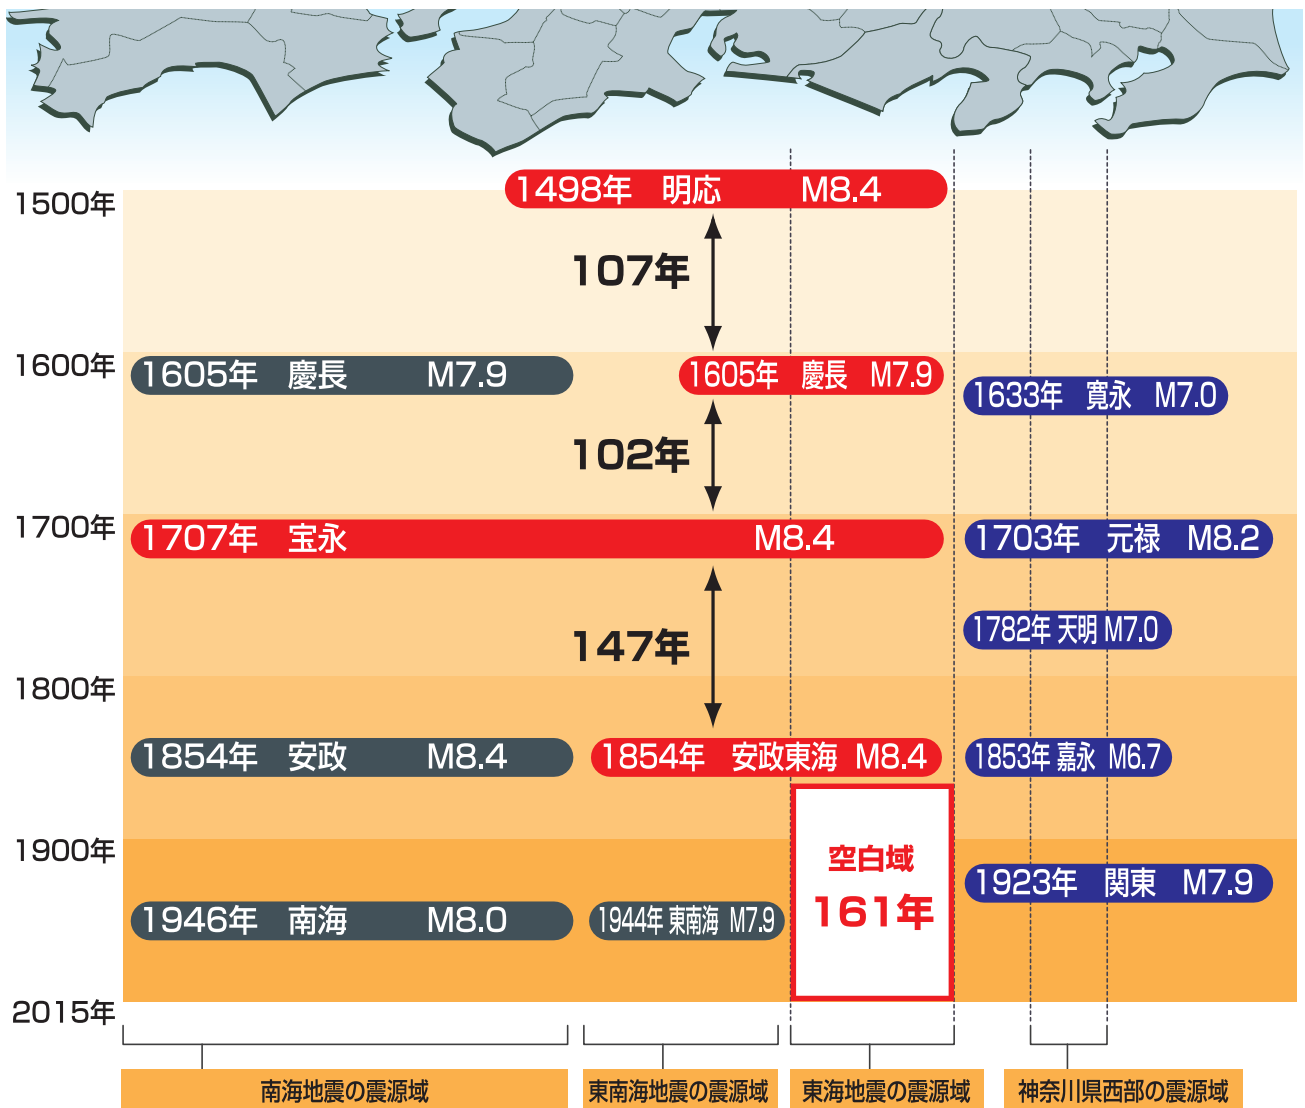 1500年
1498年 明応 M8.4
107年
1600年
1605年 慶長 M7.9
1605年 慶長 M7.9
1633年 寛永 M7.0
102年
1700年
1707年 宝永 M8.4
1703年 元禄 M8.2
1782年 天明 M7.0
147年
1800年
1854年 安政 M8.4
1854年 安政東海 M8.4
1853年 嘉永 M6.7
1900年
空白域
161年
1923年 関東 M7.9
1946年 南海 M8.0
1944年 東南海 M7.9
2015年
南海地震の震源域
東南海地震の震源域
東海地震の震源域
神奈川県西部の震源域